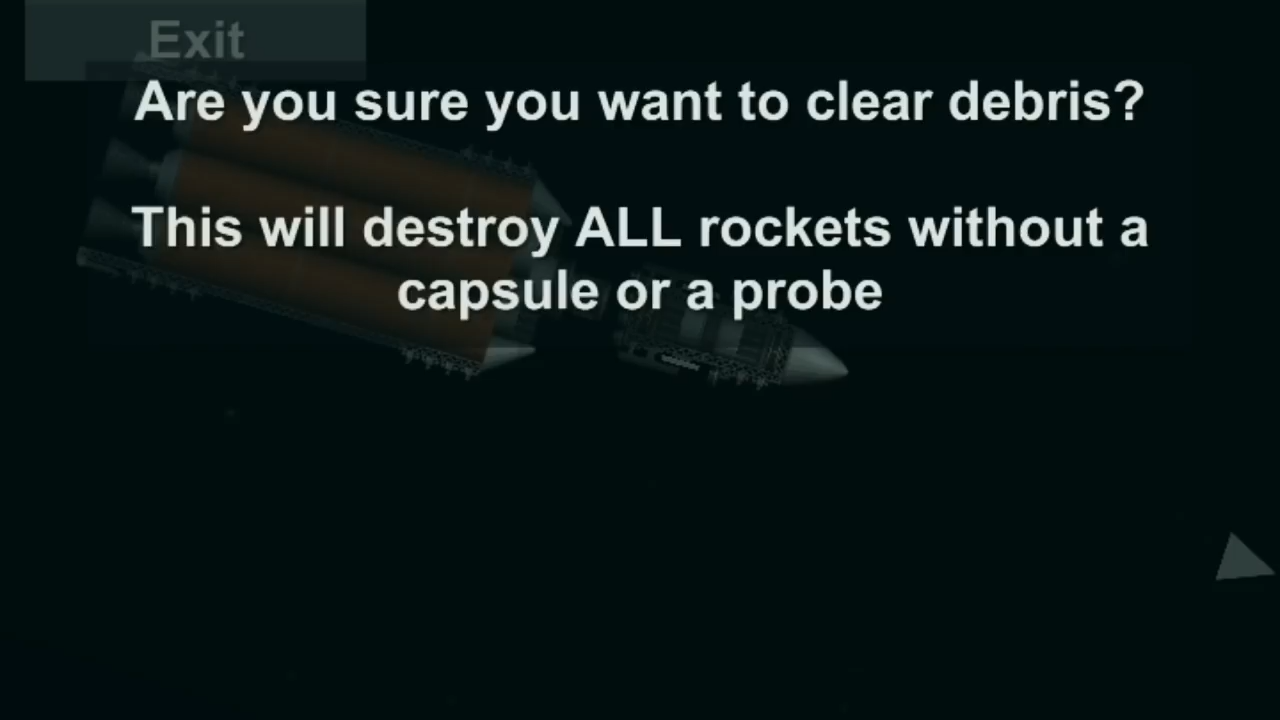 Exit
Are you sure you want to clear debris?
This will destroy ALL rockets without a
capsule or a probe